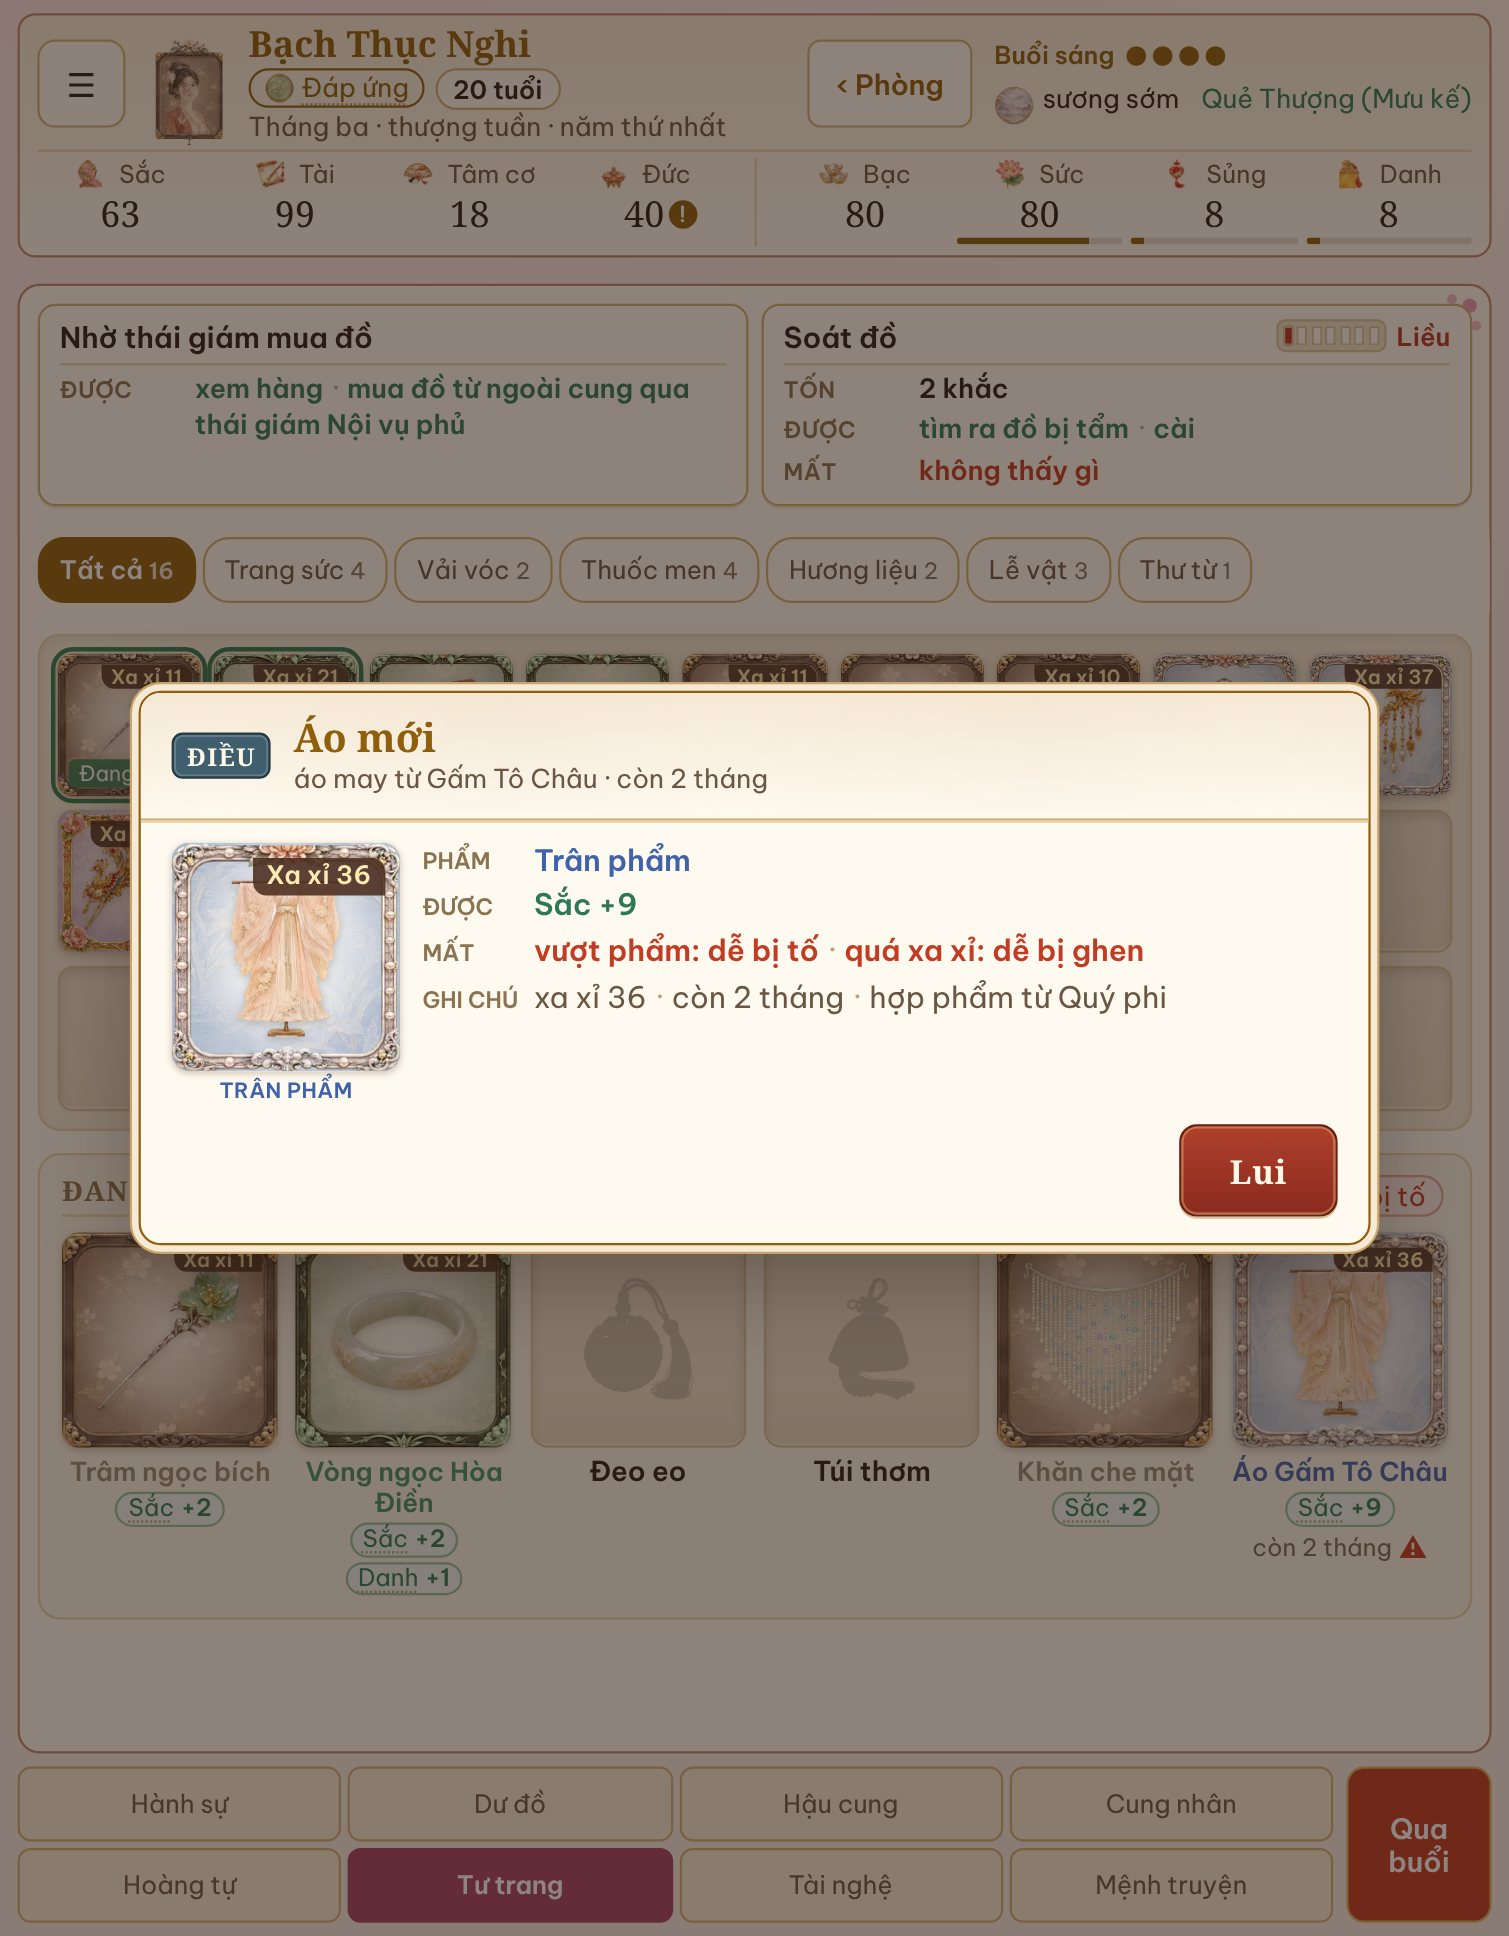 ☰
Bạch Thục Nghi
Đáp ứng
20 tuổi
Tháng ba · thượng tuần · năm thứ nhất
‹ Phòng
Buổi sáng
sương sớm
Quẻ Thượng (Mưu kế)
Sắc
Tài
Tâm cơ
Đức
Bạc
Sức
Sủng
Danh
63
99
18
40 !
80
80
8
8
Nhờ thái giám mua đồ
ĐƯỢC xem hàng · mua đồ từ ngoài cung qua
thái giám Nội vụ phủ
Soát đồ
Liều
TỐN 2 khắc
ĐƯỢC tìm ra đồ bị tẩm · cài
MẤT không thấy gì
Tất cả 16
Trang sức 4
Vải vóc 2
Thuốc men 4
Hương liệu 2
Lễ vật 3
Thư từ 1
Xa xỉ 11
Xa xỉ 21
Xa xỉ 11
Xa xỉ 10
Xa xỉ 37
Đang
Xa
ĐIỀU
Áo mới
áo may từ Gấm Tô Châu · còn 2 tháng
Xa xỉ 36
TRÂN PHẨM
PHẨM Trân phẩm
ĐƯỢC Sắc +9
MẤT vượt phẩm: dễ bị tố · quá xa xỉ: dễ bị ghen
GHI CHÚ xa xỉ 36 · còn 2 tháng · hợp phẩm từ Quý phi
Lui
ĐAN
bị tố
Xa xỉ 11
Xa xỉ 21
Xa xỉ 36
Trâm ngọc bích
Sắc +2
Vòng ngọc Hòa
Điền
Sắc +2
Danh +1
Đeo eo
Túi thơm
Khăn che mặt
Sắc +2
Áo Gấm Tô Châu
Sắc +9
còn 2 tháng
Hành sự
Dư đồ
Hậu cung
Cung nhân
Hoàng tự
Tư trang
Tài nghệ
Mệnh truyện
Qua
buổi